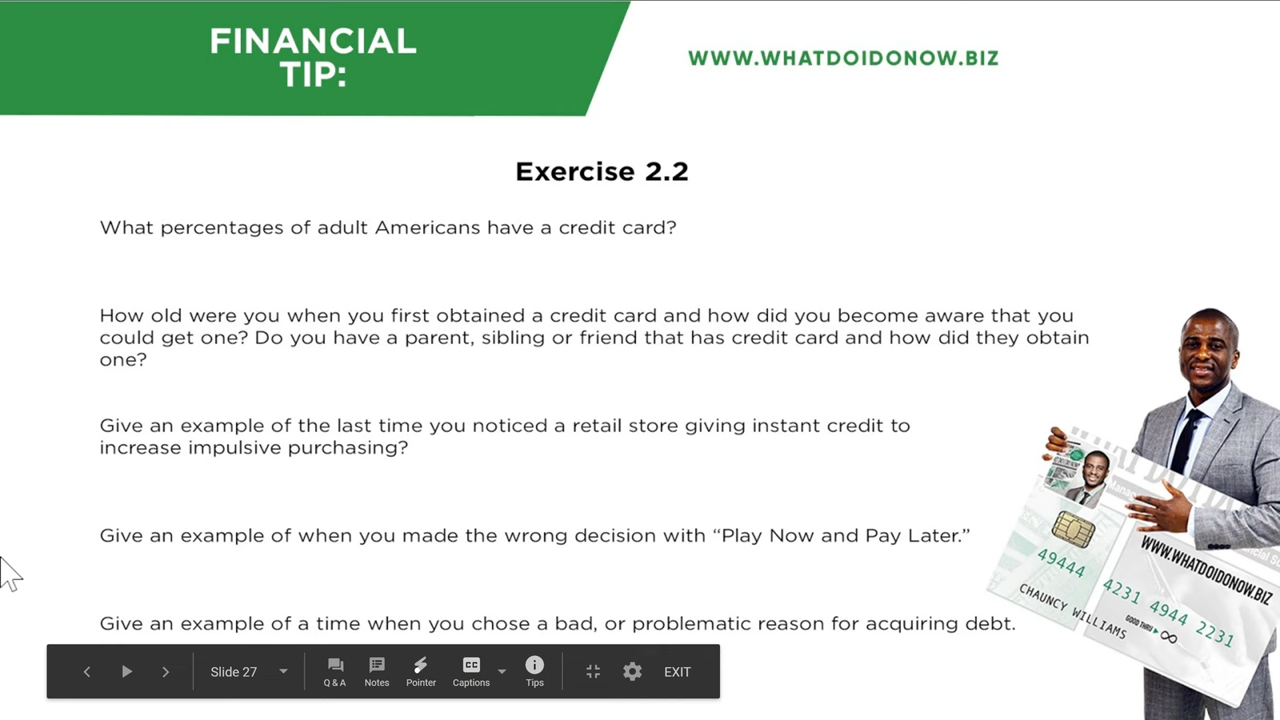 FINANCIAL
TIP:
WWW.WHATDOIDONOW.BIZ
Exercise 2.2
What percentages of adult Americans have a credit card?
How old were you when you first obtained a credit card and how did you become aware that you
could get one? Do you have a parent, sibling or friend that has credit card and how did they obtain
one?
Give an example of the last time you noticed a retail store giving instant credit to
increase impulsive purchasing?
Give an example of when you made the wrong decision with “Play Now and Pay Later.”
Give an example of a time when you chose a bad, or problematic reason for acquiring debt.
WWW.WHATDOIDONOW.BIZ
49444
4231 4944 2231
CHAUNCY WILLIAMS
GOOD THRU
Slide 27
Q & A
Notes
Pointer
CC
Captions
Tips
EXIT